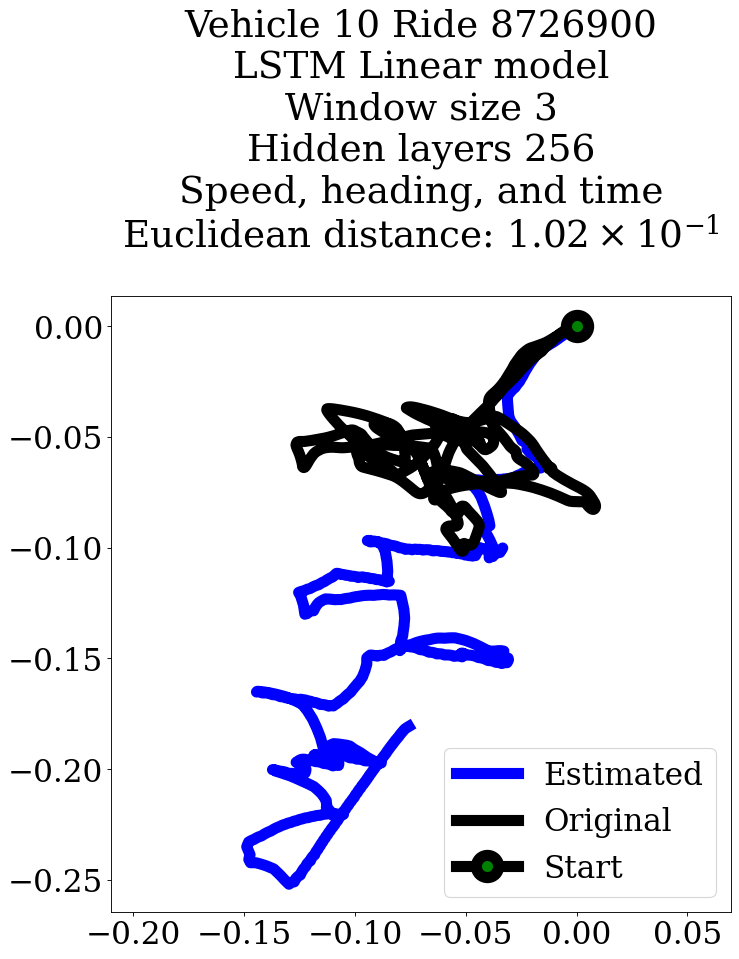 Vehicle 10 Ride 8726900
LSTM Linear model
Window size 3
Hidden layers 256
Speed, heading, and time
Euclidean distance: 1.02 × 10⁻¹
0.00
−0.05
−0.10
−0.15
−0.20
−0.25
Estimated
Original
Start
−0.20 −0.15 −0.10 −0.05 0.00 0.05